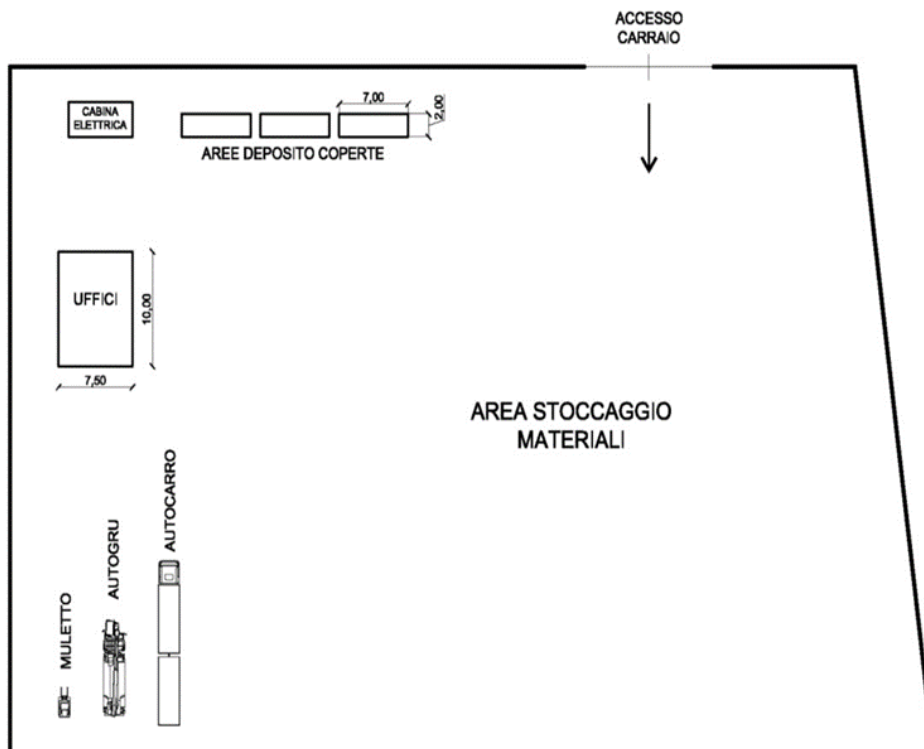 ACCESSO
CARRAIO
CABINA
ELETTRICA
7,00
2,00
AREE DEPOSITO COPERTE
UFFICI
10,00
7,50
AREA STOCCAGGIO
MATERIALI
MULETTO
AUTOGRU
AUTOCARRO